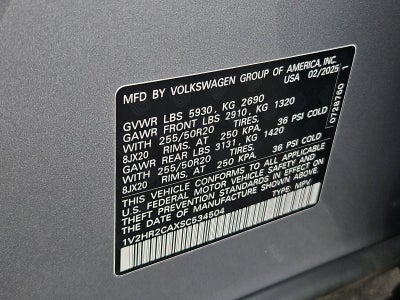 MFD BY VOLKSWAGEN GROUP OF AMERICA, INC.
USA 02/2025
GVWR LBS 5930, KG 2690
GAWR FRONT LBS 2910, KG 1320
WITH 255/50R20 TIRES,
8JX20 RIMS, AT 250 KPA. 36 PSI COLD
GAWR REAR LBS 3131, KG 1420
WITH 255/50R20 TIRES,
8JX20 RIMS, AT 250 KPA. 36 PSI COLD
THIS VEHICLE CONFORMS TO ALL APPLICABLE
U.S. FEDERAL MOTOR VEHICLE SAFETY AND
THEFT PREVENTION STANDARDS IN EFFECT ON
THE DATE OF MANUFACTURE SHOWN ABOVE.
1V2HR2CAXSC534504 TYPE: MPV
0728760 1